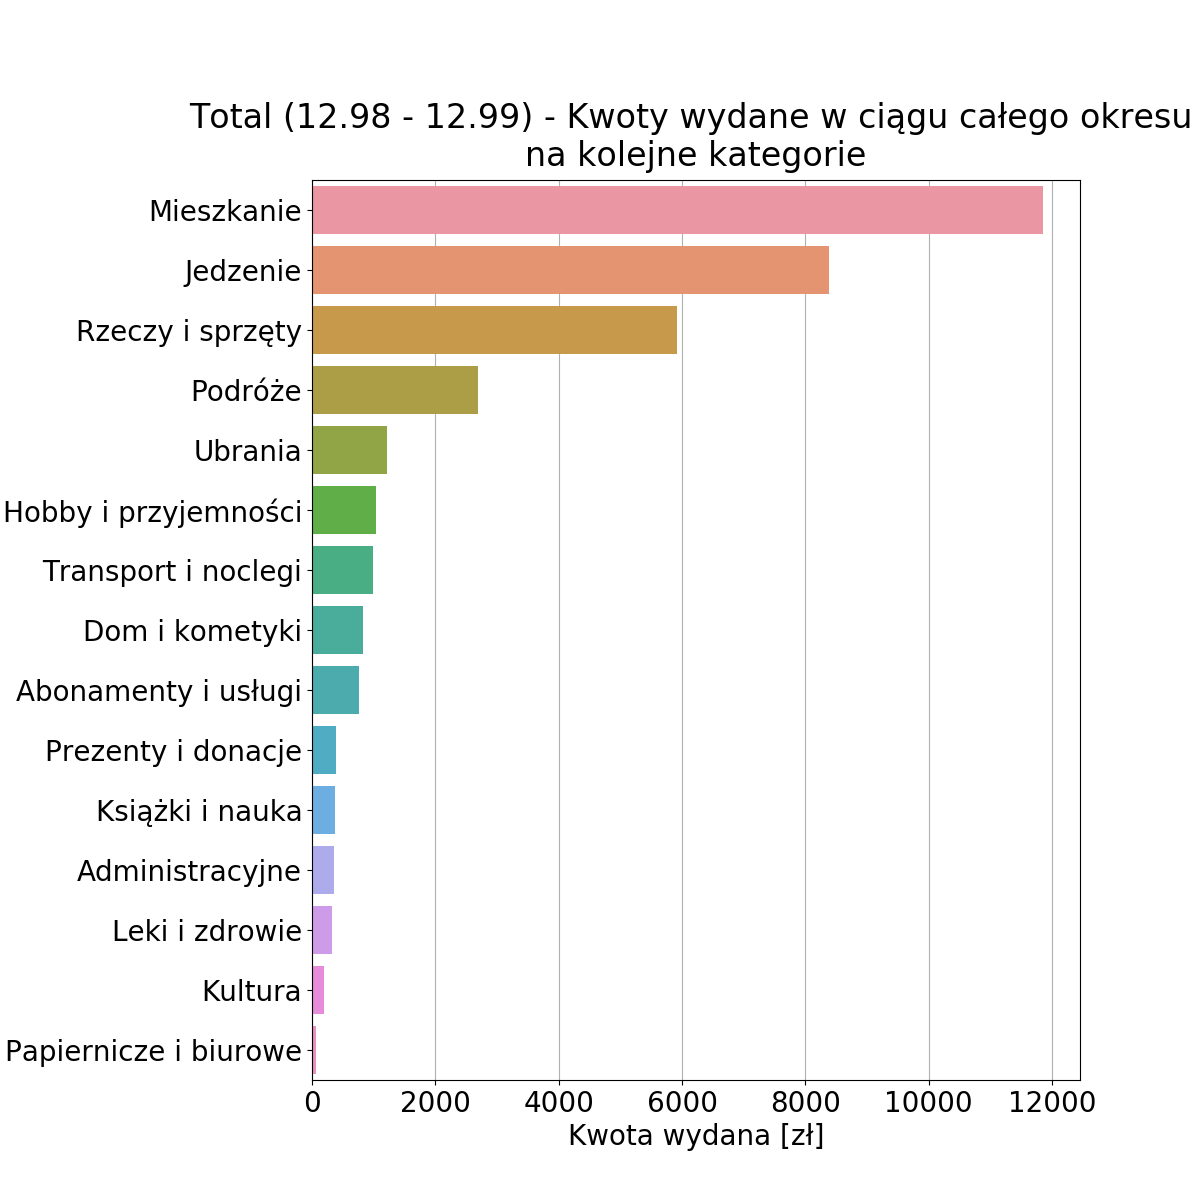 Total (12.98 - 12.99) - Kwoty wydane w ciągu całego okresu
na kolejne kategorie
Mieszkanie
Jedzenie
Rzeczy i sprzęty
Podróże
Ubrania
Hobby i przyjemności
Transport i noclegi
Dom i kometyki
Abonamenty i usługi
Prezenty i donacje
Książki i nauka
Administracyjne
Leki i zdrowie
Kultura
Papiernicze i biurowe
0 2000 4000 6000 8000 10000 12000
Kwota wydana [zł]